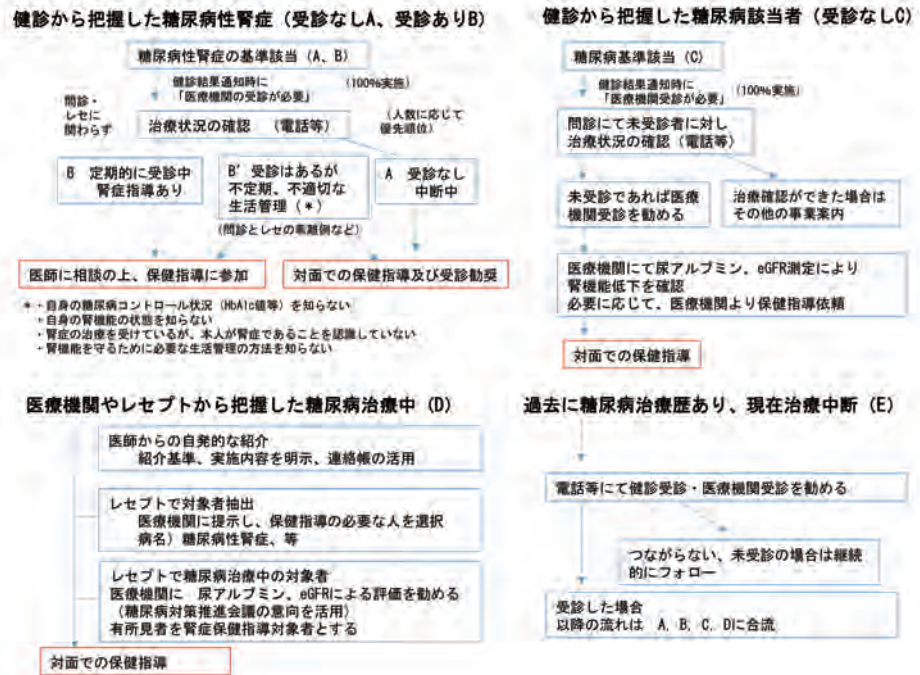 健診から把握した糖尿病性腎症（受診なしA、受診ありB）
糖尿病性腎症の基準該当（A、B）
健診結果通知時に
「医療機関の受診が必要」
（100%実施）
問診・
レセに
関わらず
治療状況の確認　（電話等）
（人数に応じて
優先順位）
B　定期的に受診中
腎症指導あり
B'　受診はあるが
不定期、不適切な
生活管理（＊）
A　受診なし
中断中
（問診とレセの乖離例など）
医師に相談の上、保健指導に参加
対面での保健指導及び受診勧奨
＊・自身の糖尿病コントロール状況（HbA1c値等）を知らない
・自身の腎機能の状態を知らない
・腎症の治療を受けているが、本人が腎症であることを認識していない
・腎機能を守るために必要な生活管理の方法を知らない
健診から把握した糖尿病該当者（受診なしC）
糖尿病基準該当（C）
健診結果通知時に
「医療機関受診が必要」
（100%実施）
問診にて未受診者に対し
治療状況の確認（電話等）
未受診であれば医療
機関受診を勧める
治療確認ができた場合は
その他の事業案内
医療機関にて尿アルブミン、eGFR測定により
腎機能低下を確認
必要に応じて、医療機関より保健指導依頼
対面での保健指導
医療機関やレセプトから把握した糖尿病治療中（D）
医師からの自発的な紹介
紹介基準、実施内容を明示、連絡帳の活用
レセプトで対象者抽出
医療機関に提示し、保健指導の必要な人を選択
病名）糖尿病性腎症、等
レセプトで糖尿病治療中の対象者
医療機関に　尿アルブミン、eGFRによる評価を勧める
（糖尿病対策推進会議の意向を活用）
有所見者を腎症保健指導対象者とする
対面での保健指導
過去に糖尿病治療歴あり、現在治療中断（E）
電話等にて健診受診・医療機関受診を勧める
つながらない、未受診の場合は継続
的にフォロー
受診した場合
以降の流れは　A、B、C、Dに合流